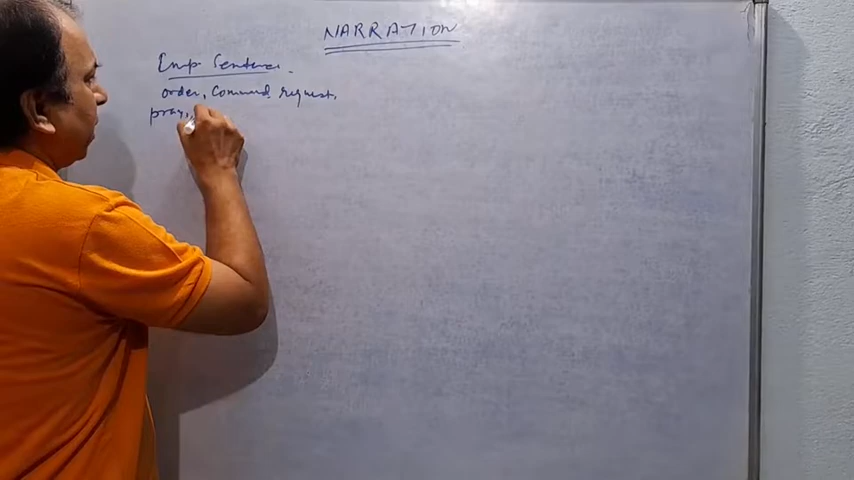 NARRATION
Imp Sentence.
order, Command, request,
pray,